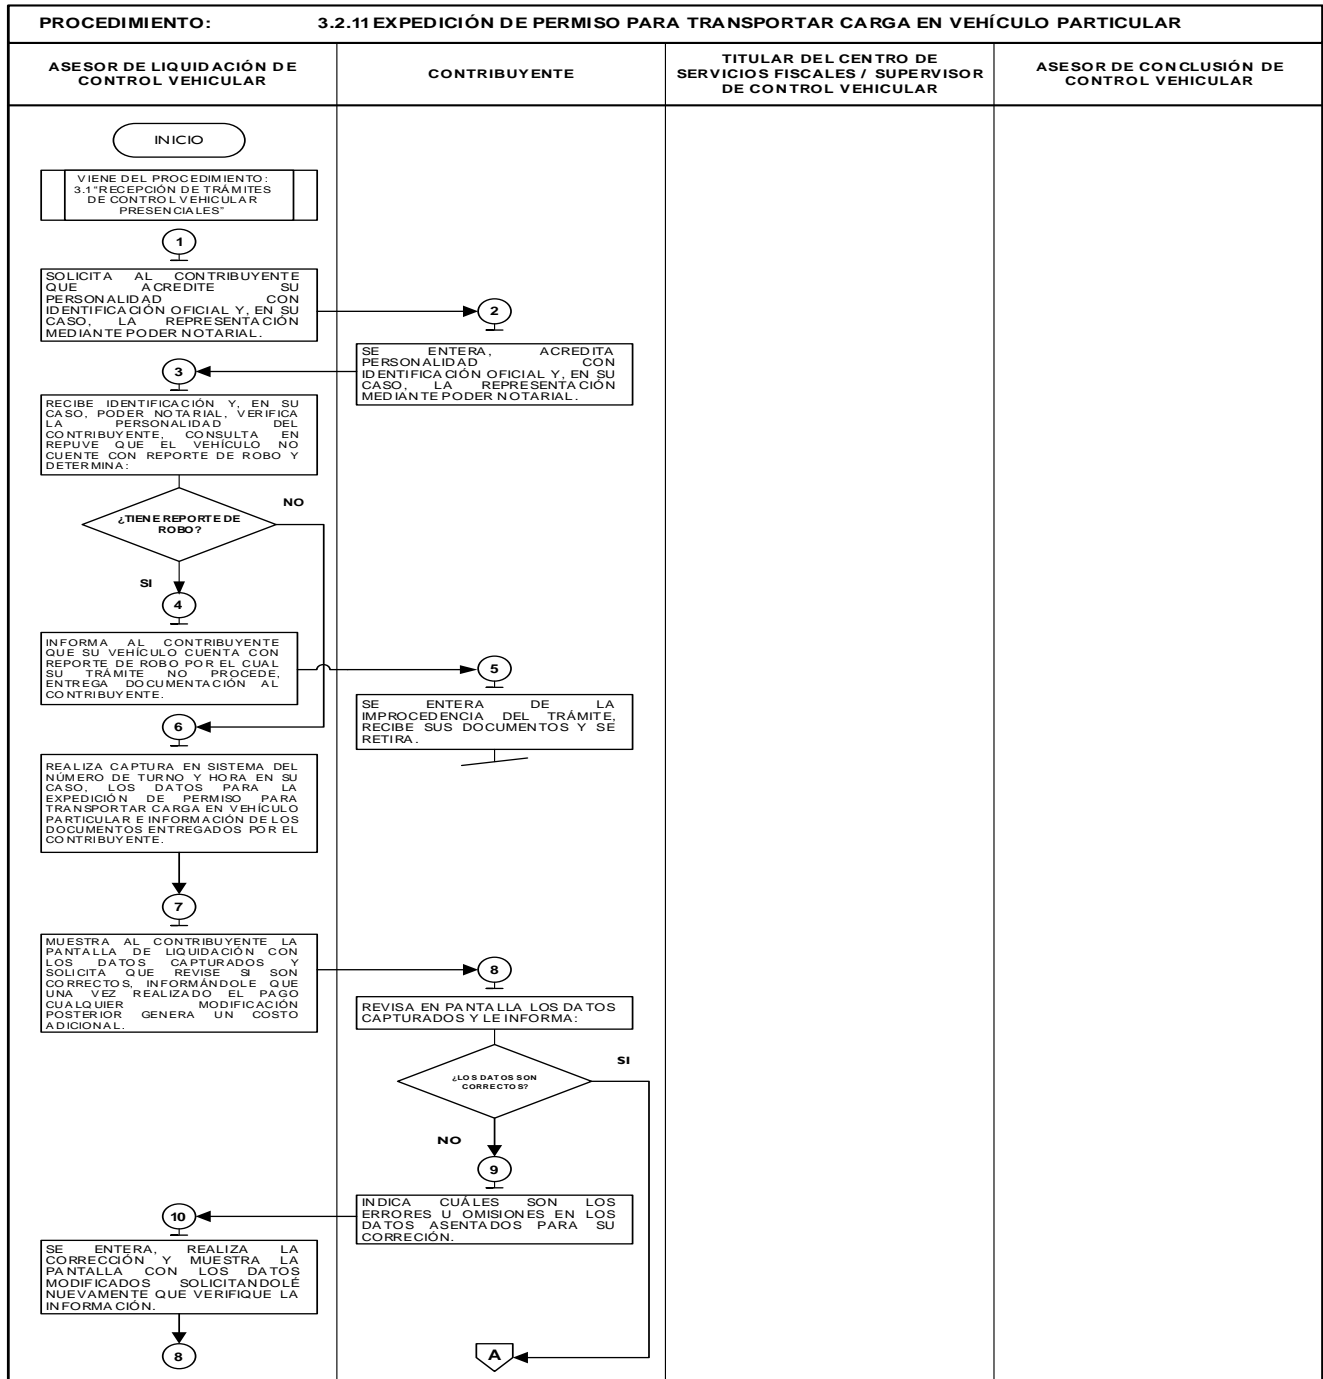 PROCEDIMIENTO: 3.2.11 EXPEDICIÓN DE PERMISO PARA TRANSPORTAR CARGA EN VEHÍCULO PARTICULAR
ASESOR DE LIQUIDACIÓN DE
CONTROL VEHICULAR
CONTRIBUYENTE
TITULAR DEL CENTRO DE
SERVICIOS FISCALES / SUPERVISOR
DE CONTROL VEHICULAR
ASESOR DE CONCLUSIÓN DE
CONTROL VEHICULAR
INICIO
VIENE DEL PROCEDIMIENTO:
3.1 "RECEPCIÓN DE TRÁMITES
DE CONTROL VEHICULAR
PRESENCIALES"
1
SOLICITA AL CONTRIBUYENTE
QUE ACREDITE SU
PERSONALIDAD CON
IDENTIFICACIÓN OFICIAL Y, EN SU
CASO, LA REPRESENTACIÓN
MEDIANTE PODER NOTARIAL.
2
SE ENTERA, ACREDITA
PERSONALIDAD CON
IDENTIFICACIÓN OFICIAL Y, EN SU
CASO, LA REPRESENTACIÓN
MEDIANTE PODER NOTARIAL.
3
RECIBE IDENTIFICACIÓN Y, EN SU
CASO, PODER NOTARIAL, VERIFICA
LA PERSONALIDAD DEL
CONTRIBUYENTE, CONSULTA EN
REPUVE QUE EL VEHÍCULO NO
CUENTE CON REPORTE DE ROBO Y
DETERMINA:
¿TIENE REPORTE DE
ROBO?
NO
SI
4
INFORMA AL CONTRIBUYENTE
QUE SU VEHÍCULO CUENTA CON
REPORTE DE ROBO POR EL CUAL
SU TRÁMITE NO PROCEDE,
ENTREGA DOCUMENTACIÓN AL
CONTRIBUYENTE.
5
SE ENTERA DE LA
IMPROCEDENCIA DEL TRÁMITE,
RECIBE SUS DOCUMENTOS Y SE
RETIRA.
6
REALIZA CAPTURA EN SISTEMA DEL
NÚMERO DE TURNO Y HORA EN SU
CASO, LOS DATOS PARA LA
EXPEDICIÓN DE PERMISO PARA
TRANSPORTAR CARGA EN VEHÍCULO
PARTICULAR E INFORMACIÓN DE LOS
DOCUMENTOS ENTREGADOS POR EL
CONTRIBUYENTE.
7
MUESTRA AL CONTRIBUYENTE LA
PANTALLA DE LIQUIDACIÓN CON
LOS DATOS CAPTURADOS Y
SOLICITA QUE REVISE SI SON
CORRECTOS, INFORMÁNDOLE QUE
UNA VEZ REALIZADO EL PAGO
CUALQUIER MODIFICACIÓN
POSTERIOR GENERA UN COSTO
ADICIONAL.
8
REVISA EN PANTALLA LOS DATOS
CAPTURADOS Y LE INFORMA:
¿LOS DATOS SON
CORRECTOS?
SI
NO
9
INDICA CUÁLES SON LOS
ERRORES U OMISIONES EN LOS
DATOS ASENTADOS PARA SU
CORRECIÓN.
10
SE ENTERA, REALIZA LA
CORRECCIÓN Y MUESTRA LA
PANTALLA CON LOS DATOS
MODIFICADOS SOLICITANDOLÉ
NUEVAMENTE QUE VERIFIQUE LA
INFORMACIÓN.
8
A